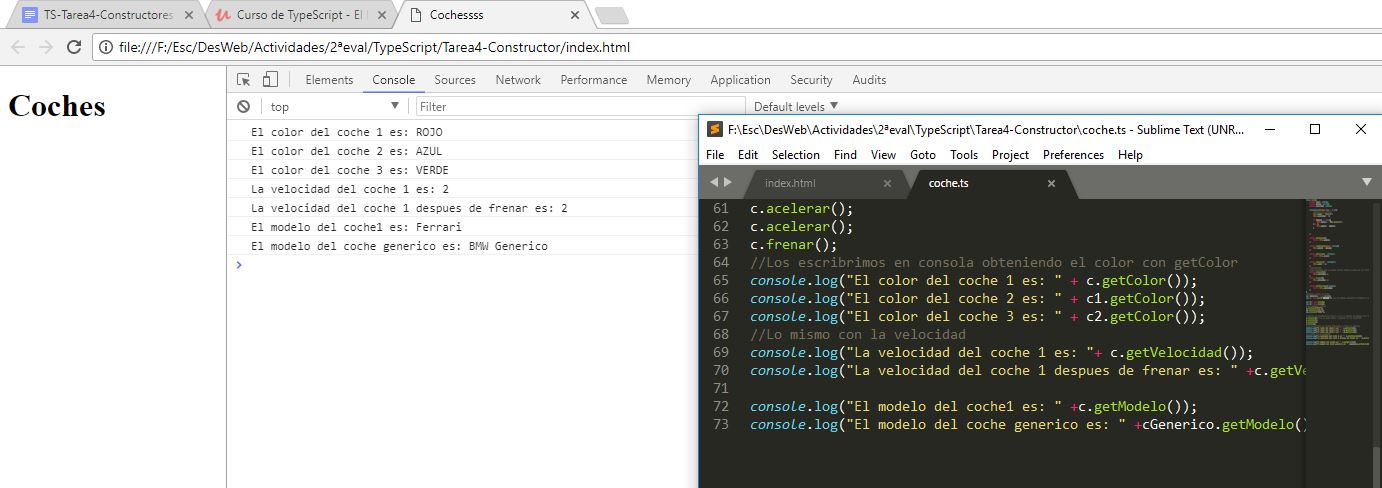 TS-Tarea4-Constructores
Curso de TypeScript - El
Cochessss
file:///F:/Esc/DesWeb/Actividades/2ªeval/TypeScript/Tarea4-Constructor/index.html
Coches
Elements Console Sources Network Performance Memory Application Security Audits
top Filter Default levels
El color del coche 1 es: ROJO
El color del coche 2 es: AZUL
El color del coche 3 es: VERDE
La velocidad del coche 1 es: 2
La velocidad del coche 1 despues de frenar es: 2
El modelo del coche1 es: Ferrari
El modelo del coche generico es: BMW Generico
F:\Esc\DesWeb\Actividades\2ªeval\TypeScript\Tarea4-Constructor\coche.ts - Sublime Text (UNR...
File Edit Selection Find View Goto Tools Project Preferences Help
index.html coche.ts
61 c.acelerar();
62 c.acelerar();
63 c.frenar();
64 //Los escribrimos en consola obteniendo el color con getColor
65 console.log("El color del coche 1 es: " + c.getColor());
66 console.log("El color del coche 2 es: " + c1.getColor());
67 console.log("El color del coche 3 es: " + c2.getColor());
68 //Lo mismo con la velocidad
69 console.log("La velocidad del coche 1 es: "+ c.getVelocidad());
70 console.log("La velocidad del coche 1 despues de frenar es: " +c.getVe
71
72 console.log("El modelo del coche1 es: " +c.getModelo());
73 console.log("El modelo del coche generico es: " +cGenerico.getModelo()